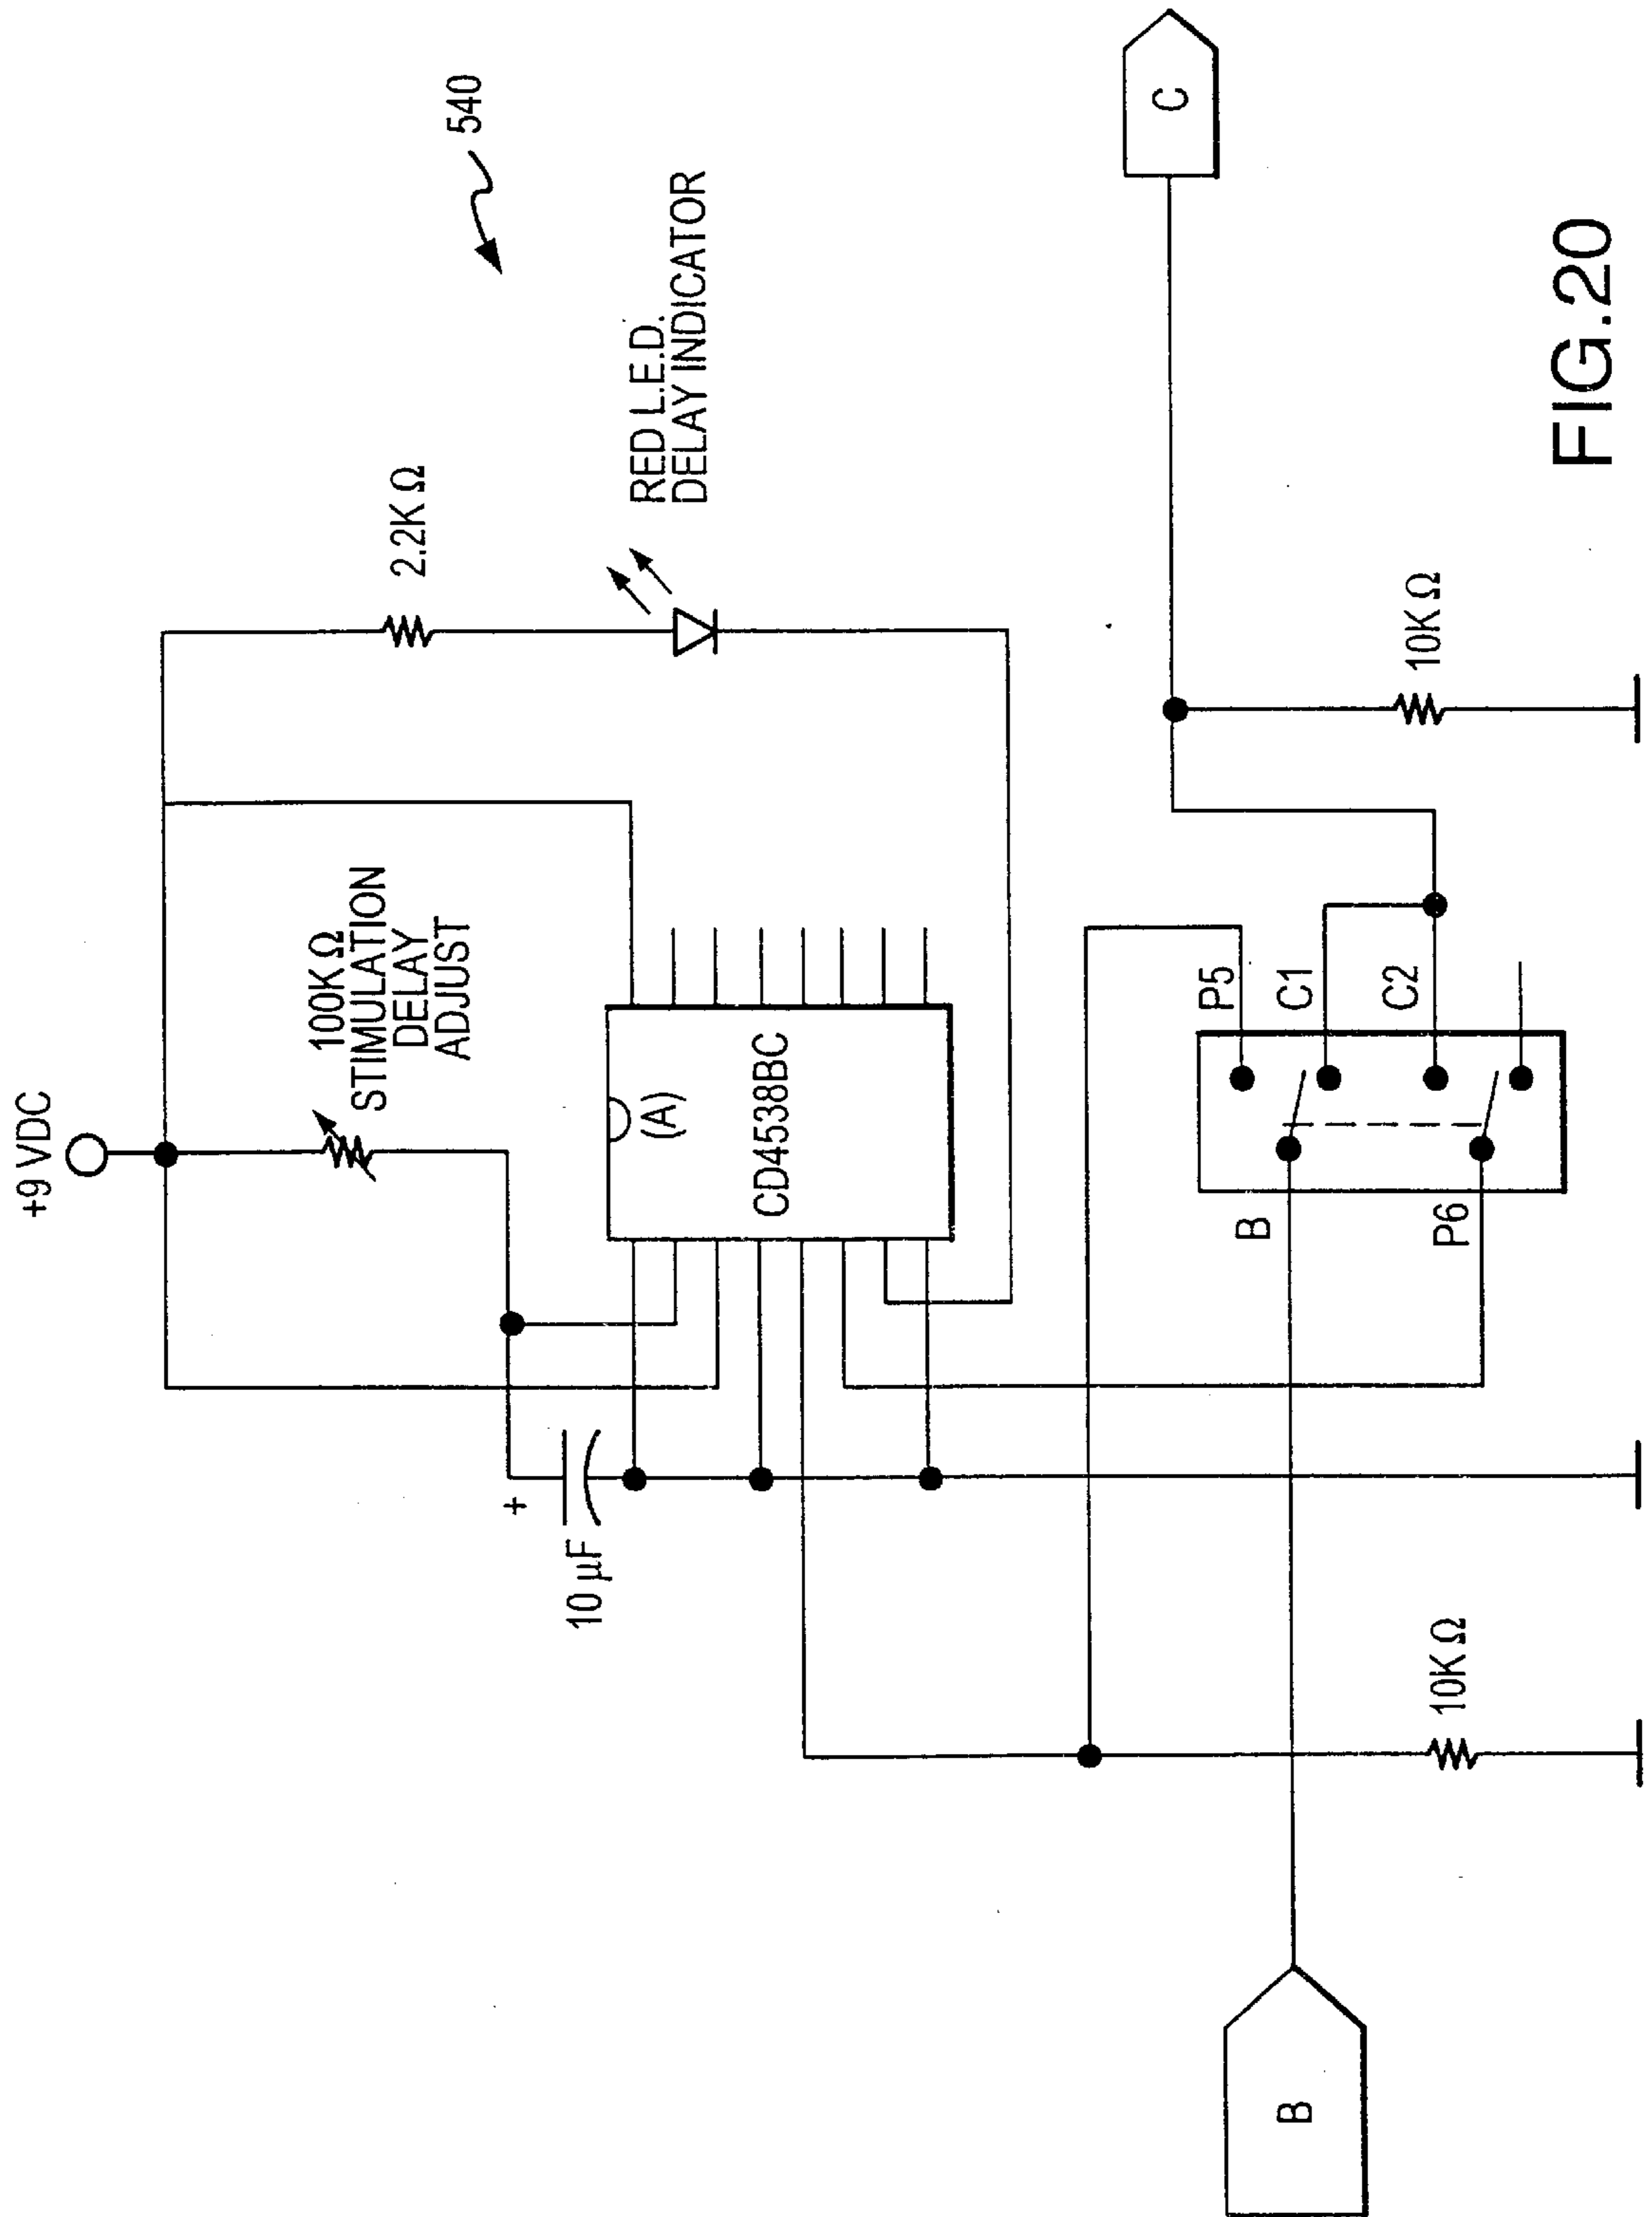 +9 VDC
540
100K Ω
STIMULATION
DELAY
ADJUST
2.2K Ω
RED L.E.D.
DELAY INDICATOR
10 µF
+
(A)
CD4538BC
B
P6
P5
C1
C2
C
B
10K Ω
10K Ω
FIG.20